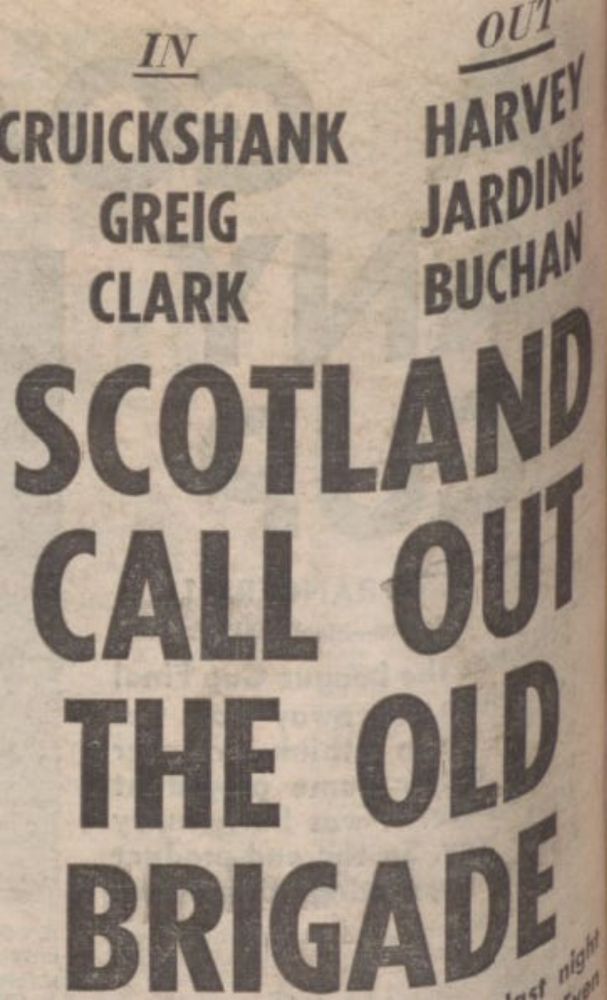 IN
CRUICKSHANK
GREIG
CLARK
OUT
HARVEY
JARDINE
BUCHAN
SCOTLAND
CALL OUT
THE OLD
BRIGADE
last night